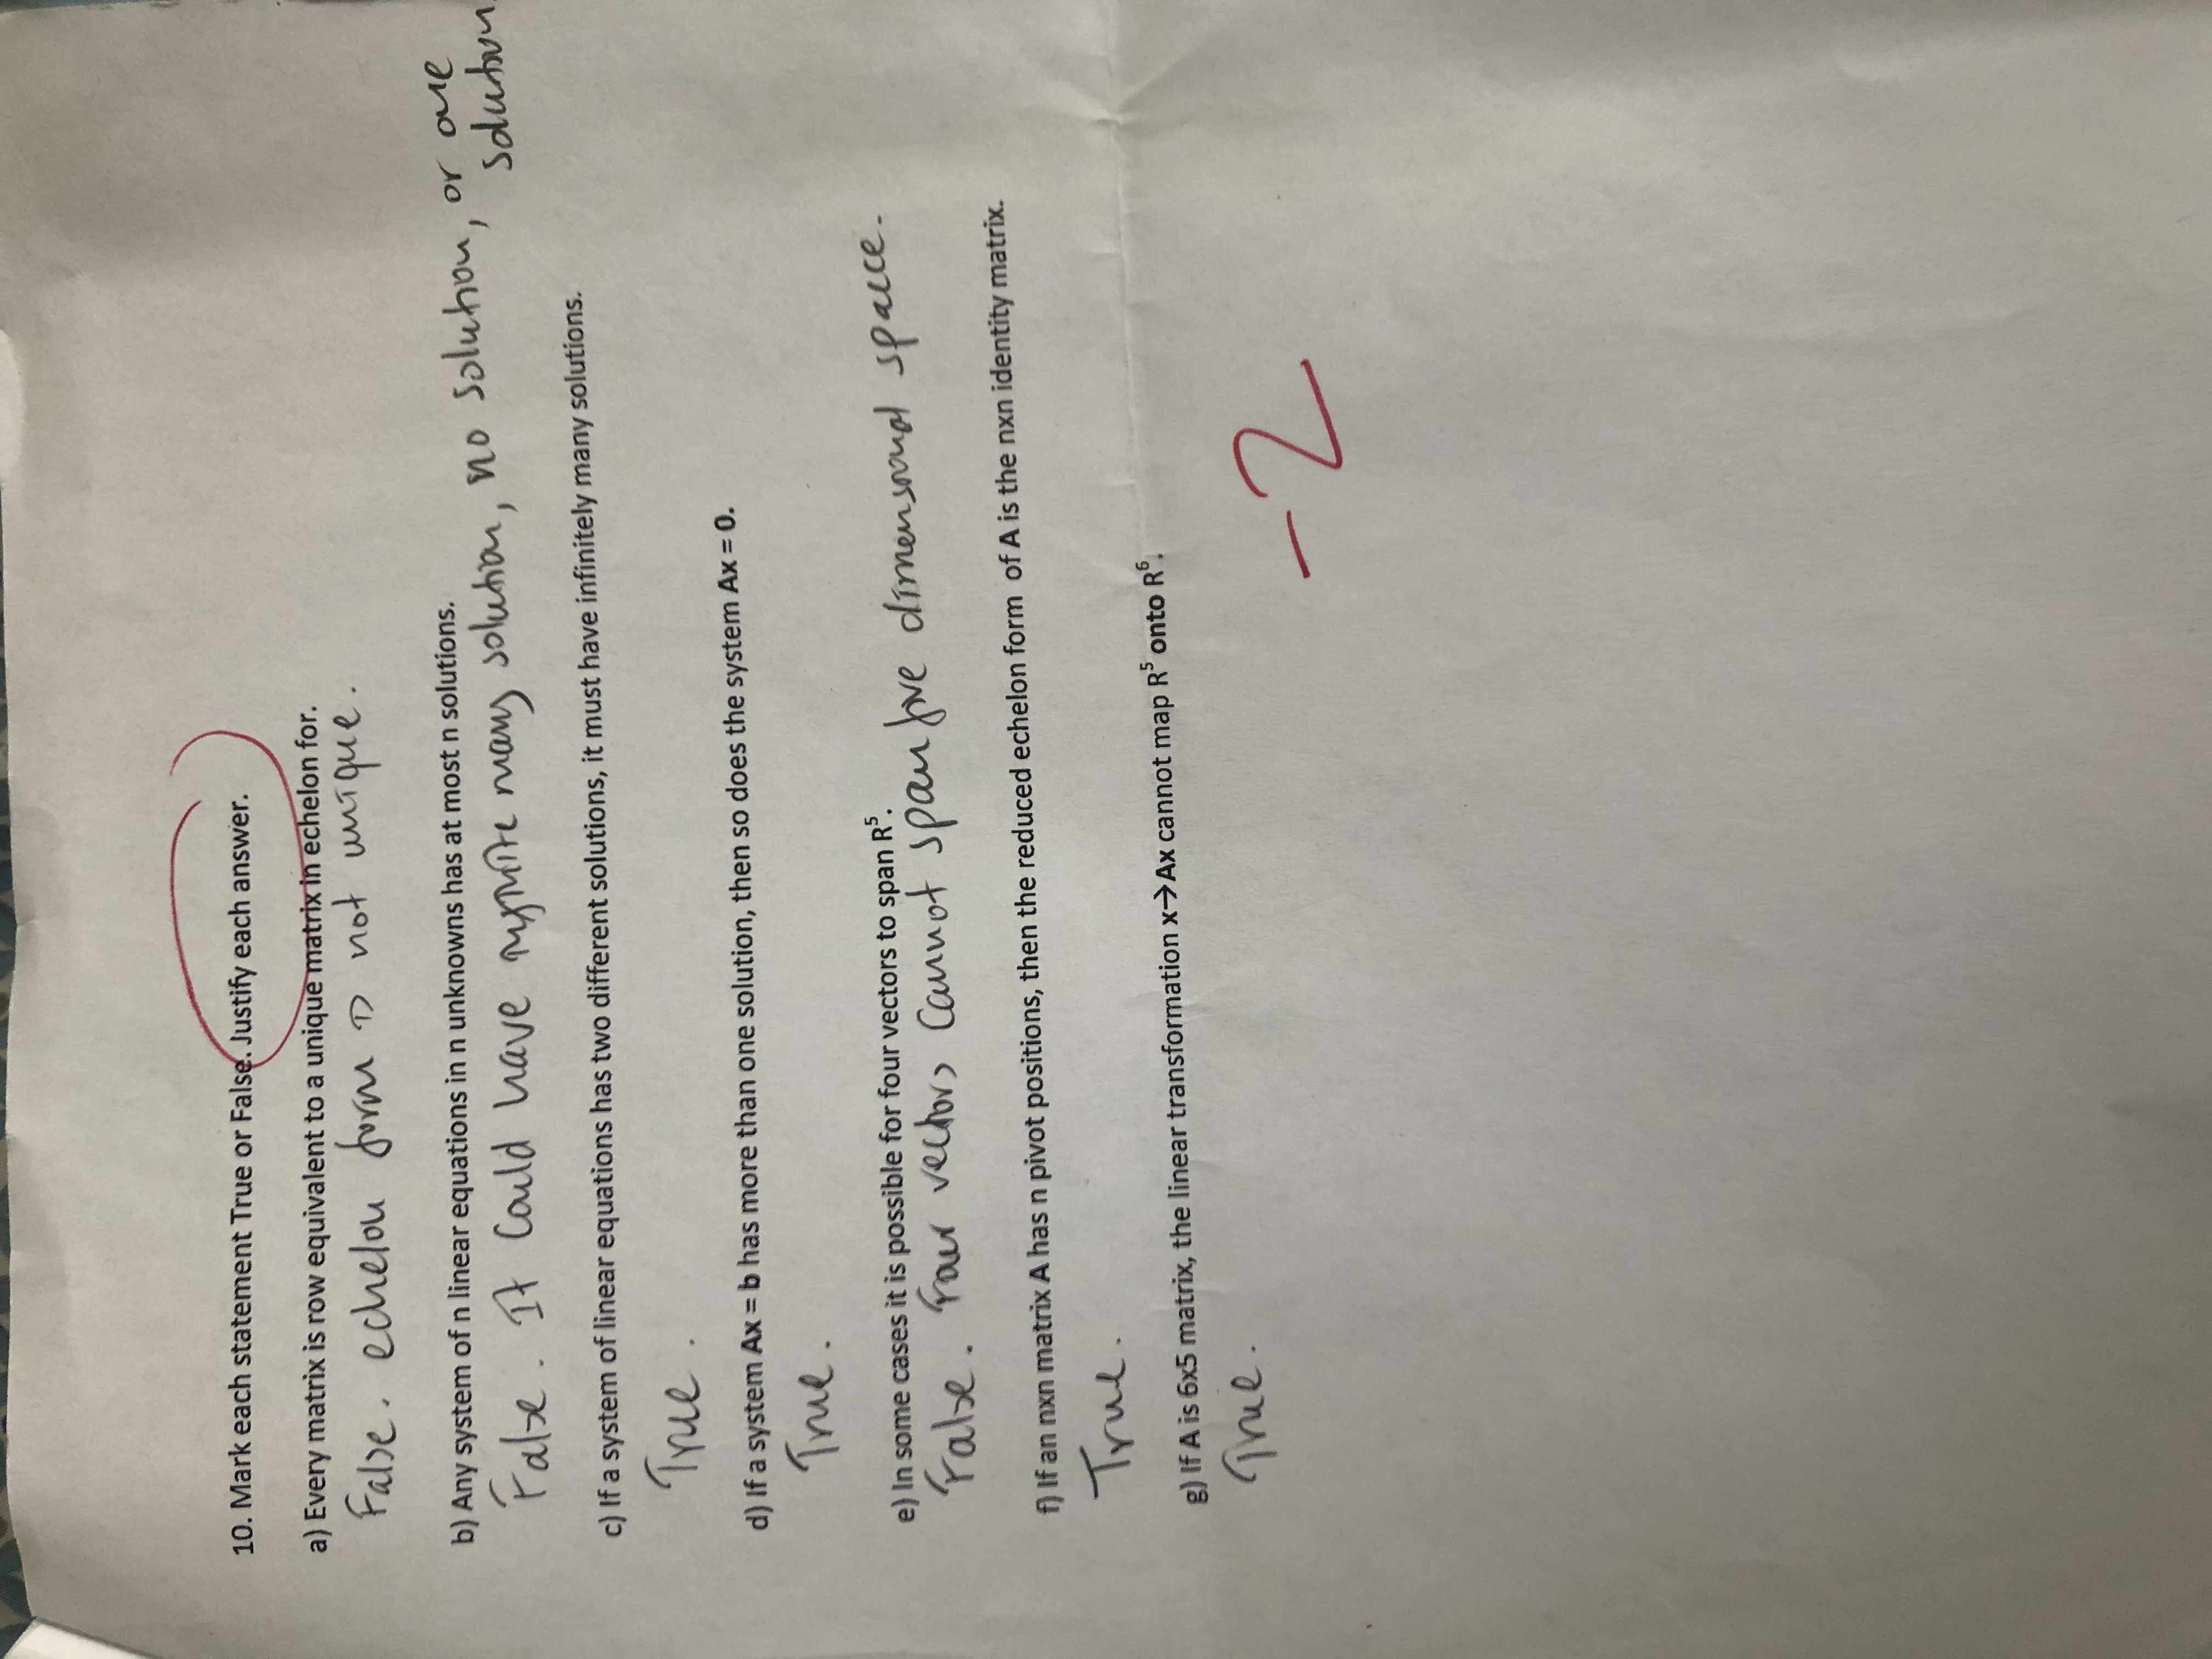 10. Mark each statement True or False. Justify each answer.
a) Every matrix is row equivalent to a unique matrix in echelon for.
False. echelon form is not unique.
b) Any system of n linear equations in n unknowns has at most n solutions.
False. It Could have infinite many solution, no solution, or one
solution
c) If a system of linear equations has two different solutions, it must have infinitely many solutions.
True.
d) If a system Ax = b has more than one solution, then so does the system Ax = 0.
True.
e) In some cases it is possible for four vectors to span R⁵.
False. Four vectors Cannot span five dimensional spacce.
f) If an nxn matrix A has n pivot positions, then the reduced echelon form of A is the nxn identity matrix.
True.
g) If A is 6x5 matrix, the linear transformation x→Ax cannot map R⁵ onto R⁶.
True.
-2